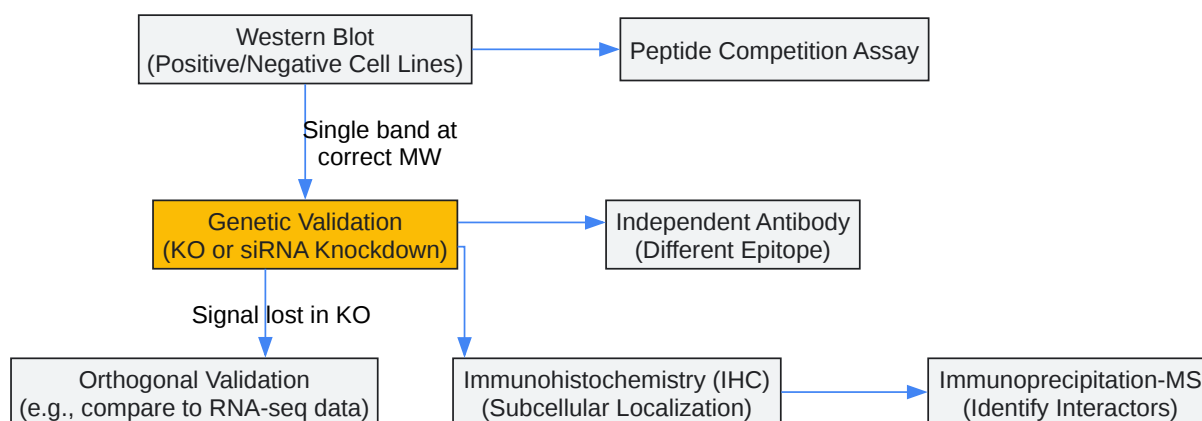 Western Blot
(Positive/Negative Cell Lines)
Peptide Competition Assay
Single band at
correct MW
Genetic Validation
(KO or siRNA Knockdown)
Independent Antibody
(Different Epitope)
Signal lost in KO
Orthogonal Validation
(e.g., compare to RNA-seq data)
Immunohistochemistry (IHC)
(Subcellular Localization)
Immunoprecipitation-MS
(Identify Interactors)